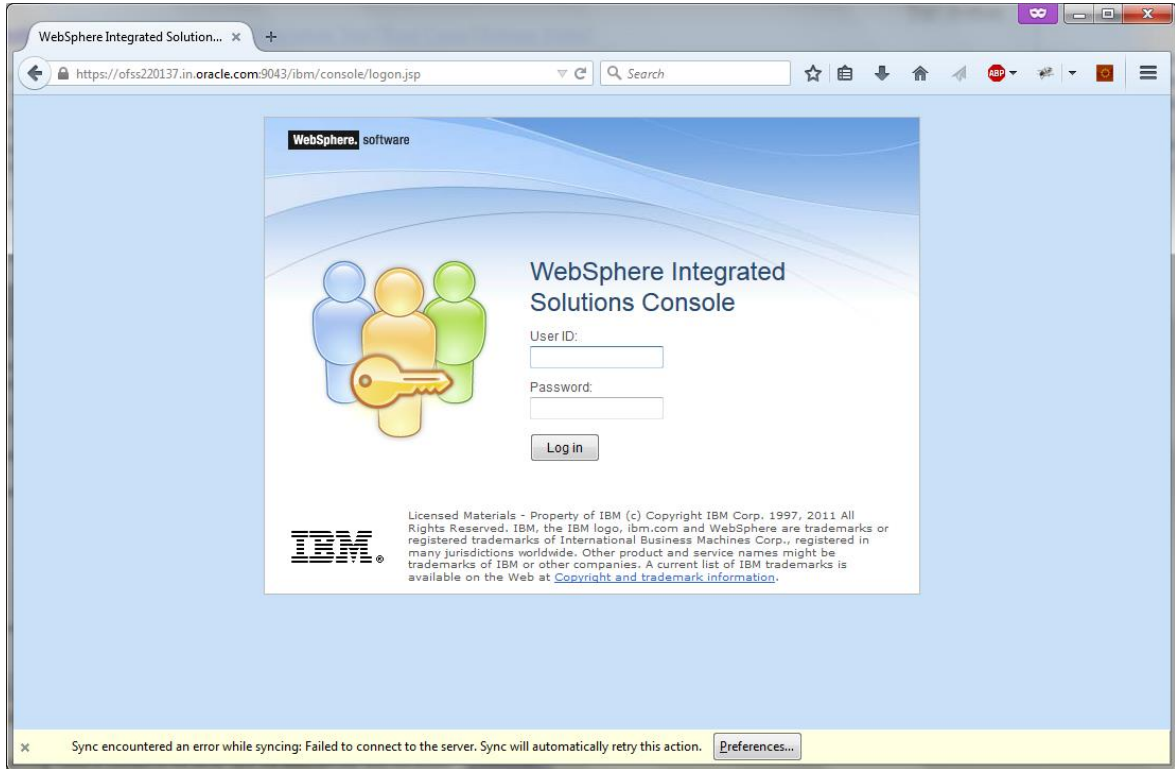 WebSphere Integrated Solution...
https://ofss220137.in.oracle.com:9043/ibm/console/logon.jsp
Search
ABP
WebSphere. software
WebSphere Integrated
Solutions Console
User ID:
Password:
Log in
IBM®
Licensed Materials - Property of IBM (c) Copyright IBM Corp. 1997, 2011 All
Rights Reserved. IBM, the IBM logo, ibm.com and WebSphere are trademarks or
registered trademarks of International Business Machines Corp., registered in
many jurisdictions worldwide. Other product and service names might be
trademarks of IBM or other companies. A current list of IBM trademarks is
available on the Web at Copyright and trademark information.
Sync encountered an error while syncing: Failed to connect to the server. Sync will automatically retry this action. Preferences...